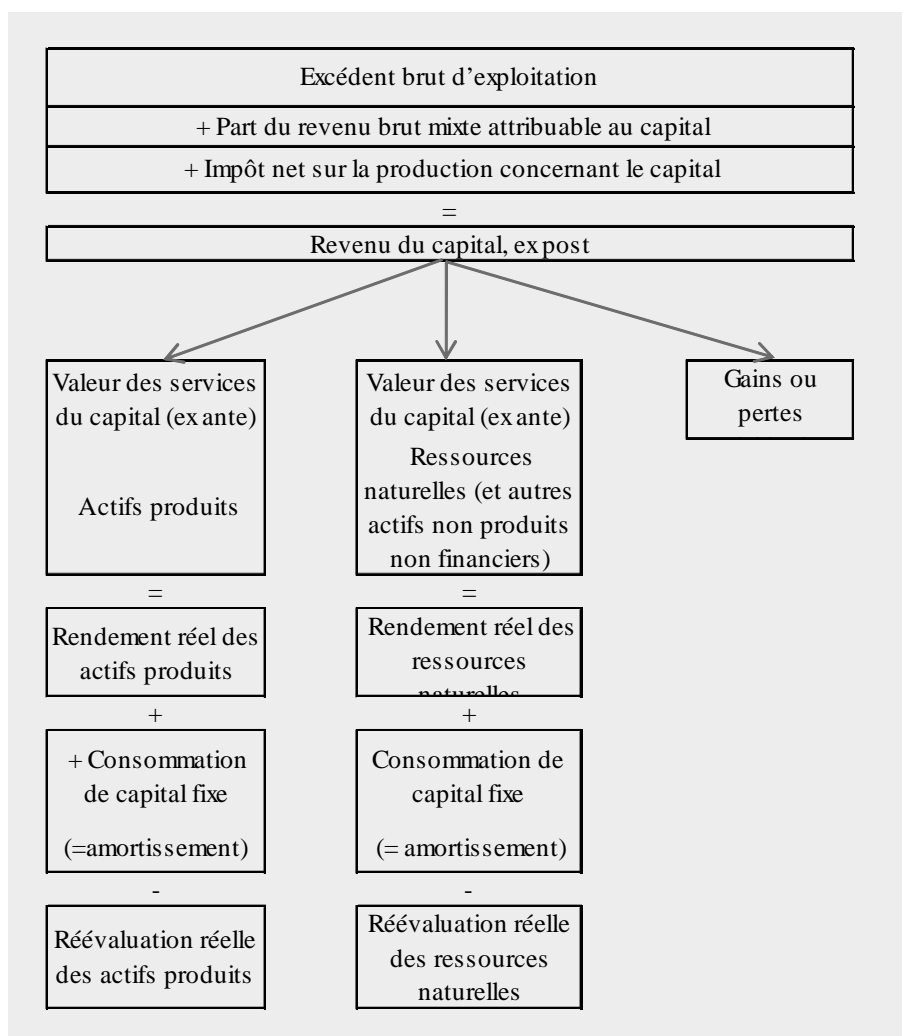 Excédent brut d’exploitation
+ Part du revenu brut mixte attribuable au capital
+ Impôt net sur la production concernant le capital
=
Revenu du capital, ex post
Valeur des services
du capital (ex ante)
Actifs produits
=
Rendement réel des
actifs produits
+
+ Consommation
de capital fixe
(=amortissement)
-
Réévaluation réelle
des actifs produits
Valeur des services
du capital (ex ante)
Ressources
naturelles (et autres
actifs non produits
non financiers)
=
Rendement réel des
ressources
naturelles
+
Consommation de
capital fixe
(= amortissement)
-
Réévaluation réelle
des ressources
naturelles
Gains ou
pertes